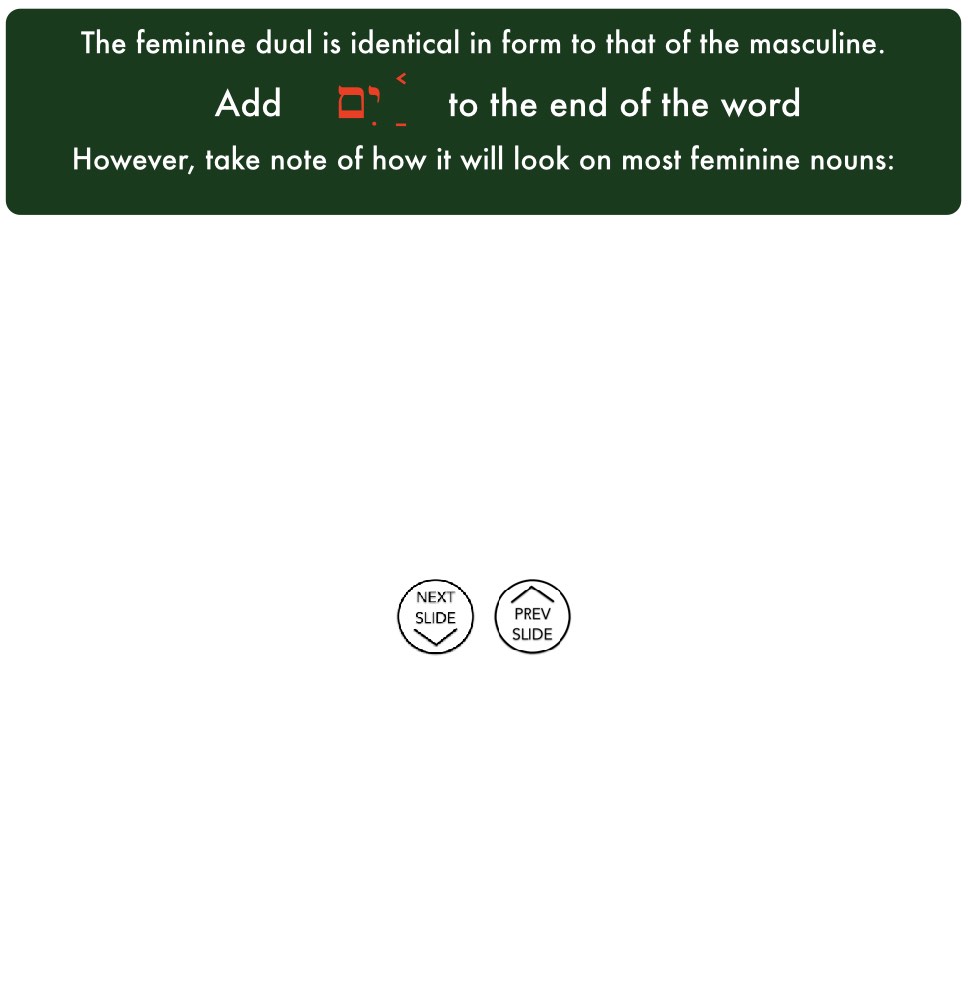 The feminine dual is identical in form to that of the masculine.
Add ַ֫יִם to the end of the word
However, take note of how it will look on most feminine nouns:
NEXT
SLIDE
PREV
SLIDE